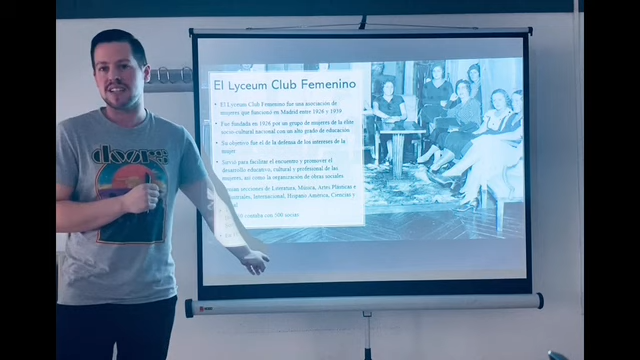 El Lyceum Club Femenino
• El Lyceum Club Femenino fue una asociación de
mujeres que funcionó en Madrid entre 1926 y 1939
• Fue fundada en 1926 por un grupo de mujeres de la élite
socio-cultural nacional con un alto grado de educación
• Su objetivo fue el de la defensa de los intereses de la
mujer
• Sirvió para facilitar el encuentro y promover el
desarrollo educativo, cultural y profesional de las
mujeres, así como la organización de obras sociales
secciones de Literatura, Música, Artes Plásticas e
Industriales, Internacional, Hispano América, Ciencias y
contaba con 500 socias
doors